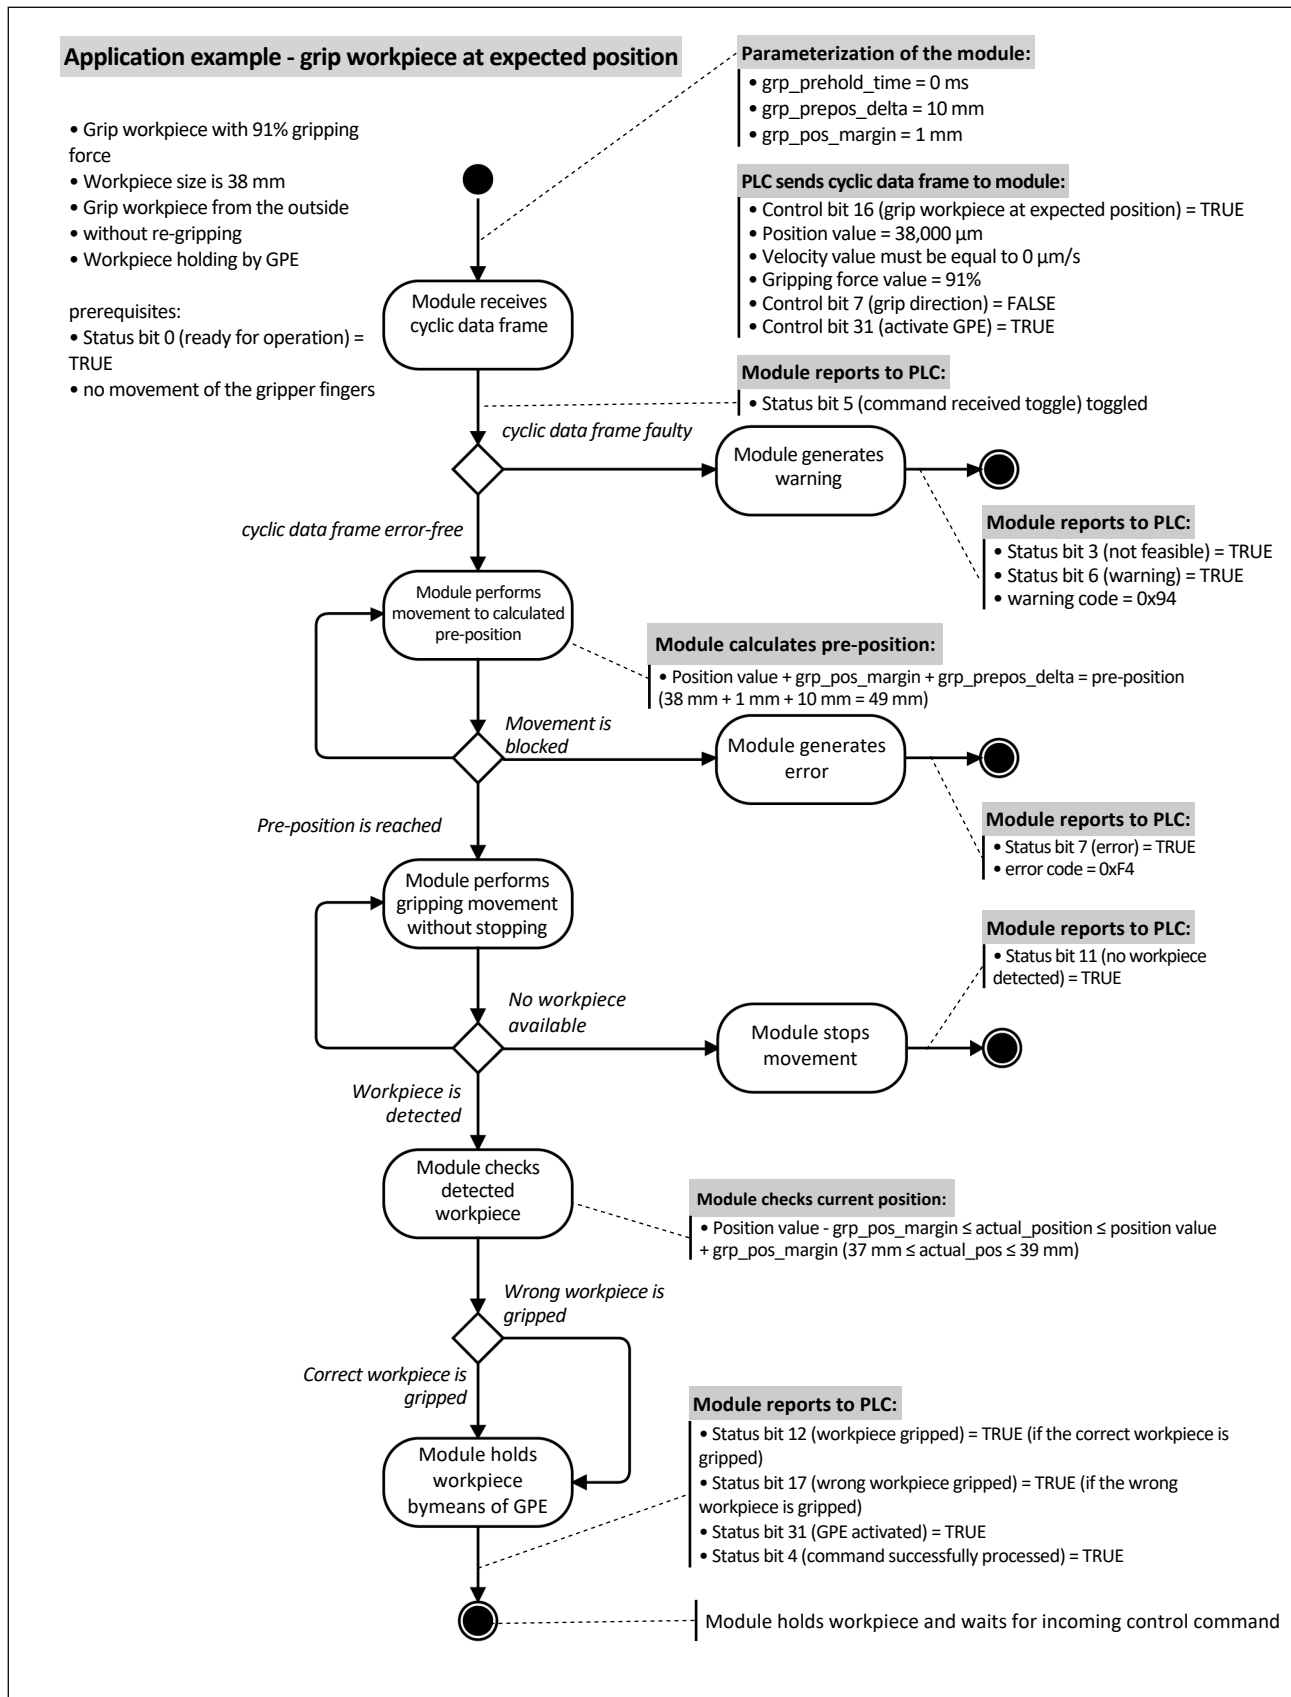 Application example - grip workpiece at expected position
• Grip workpiece with 91% gripping
force
• Workpiece size is 38 mm
• Grip workpiece from the outside
• without re-gripping
• Workpiece holding by GPE
prerequisites:
• Status bit 0 (ready for operation) =
TRUE
• no movement of the gripper fingers
Parameterization of the module:
• grp_prehold_time = 0 ms
• grp_prepos_delta = 10 mm
• grp_pos_margin = 1 mm
PLC sends cyclic data frame to module:
• Control bit 16 (grip workpiece at expected position) = TRUE
• Position value = 38,000 µm
• Velocity value must be equal to 0 µm/s
• Gripping force value = 91%
• Control bit 7 (grip direction) = FALSE
• Control bit 31 (activate GPE) = TRUE
Module receives
cyclic data frame
Module reports to PLC:
• Status bit 5 (command received toggle) toggled
cyclic data frame faulty
Module generates
warning
Module reports to PLC:
• Status bit 3 (not feasible) = TRUE
• Status bit 6 (warning) = TRUE
• warning code = 0x94
cyclic data frame error-free
Module performs
movement to calculated
pre-position
Module calculates pre-position:
• Position value + grp_pos_margin + grp_prepos_delta = pre-position
(38 mm + 1 mm + 10 mm = 49 mm)
Movement is
blocked
Module generates
error
Module reports to PLC:
• Status bit 7 (error) = TRUE
• error code = 0xF4
Pre-position is reached
Module performs
gripping movement
without stopping
Module reports to PLC:
• Status bit 11 (no workpiece
detected) = TRUE
No workpiece
available
Module stops
movement
Workpiece is
detected
Module checks
detected
workpiece
Module checks current position:
• Position value - grp_pos_margin ≤ actual_position ≤ position value
+ grp_pos_margin (37 mm ≤ actual_pos ≤ 39 mm)
Wrong workpiece is
gripped
Correct workpiece is
gripped
Module holds
workpiece
bymeans of GPE
Module reports to PLC:
• Status bit 12 (workpiece gripped) = TRUE (if the correct workpiece is
gripped)
• Status bit 17 (wrong workpiece gripped) = TRUE (if the wrong
workpiece is gripped)
• Status bit 31 (GPE activated) = TRUE
• Status bit 4 (command successfully processed) = TRUE
Module holds workpiece and waits for incoming control command